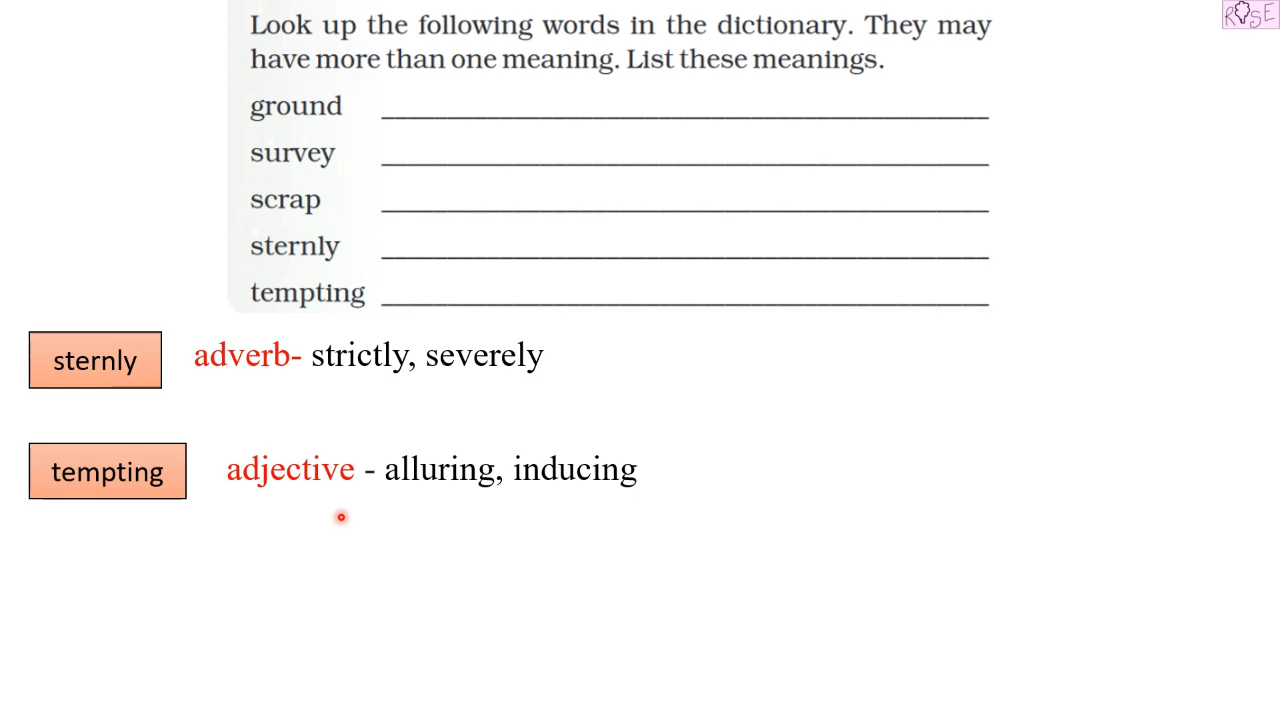 ROSE
Look up the following words in the dictionary. They may
have more than one meaning. List these meanings.
ground
survey
scrap
sternly
tempting
sternly adverb- strictly, severely
tempting adjective - alluring, inducing